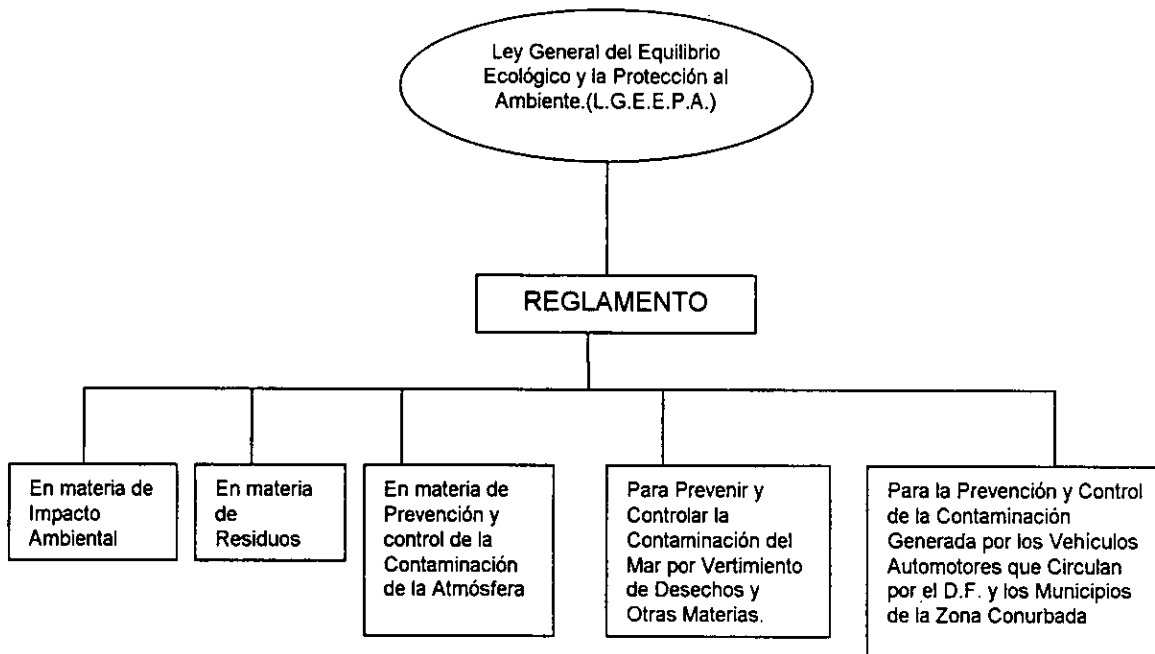 Ley General del Equilibrio
Ecológico y la Protección al
Ambiente.(L.G.E.E.P.A.)
REGLAMENTO
En materia de
Impacto
Ambiental
En materia
de
Residuos
En materia de
Prevención y
control de la
Contaminación
de la Atmósfera
Para Prevenir y
Controlar la
Contaminación del
Mar por Vertimiento
de Desechos y
Otras Materias.
Para la Prevención y Control
de la Contaminación
Generada por los Vehículos
Automotores que Circulan
por el D.F. y los Municipios
de la Zona Conurbada